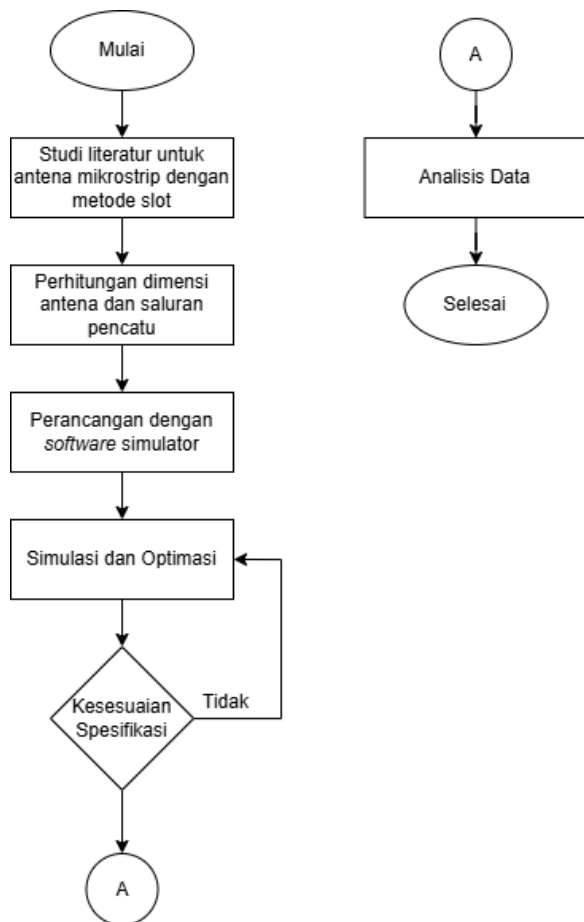 Mulai
Studi literatur untuk
antena mikrostrip dengan
metode slot
Perhitungan dimensi
antena dan saluran
pencatu
Perancangan dengan
software simulator
Simulasi dan Optimasi
Kesesuaian
Spesifikasi
Tidak
A
A
Analisis Data
Selesai